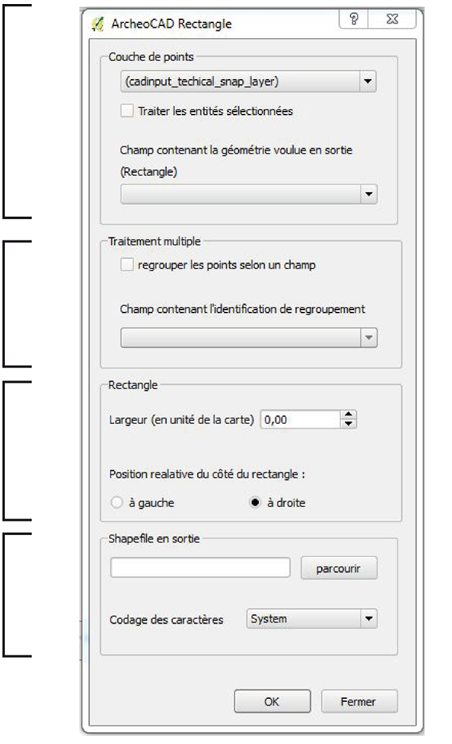 ArcheoCAD Rectangle
Couche de points
(cadinput_techical_snap_layer)
Traiter les entités sélectionnées
Champ contenant la géométrie voulue en sortie
(Rectangle)
Traitement multiple
regrouper les points selon un champ
Champ contenant l'identification de regroupement
Rectangle
Largeur (en unité de la carte) 0,00
Position realative du côté du rectangle :
à gauche à droite
Shapefile en sortie
parcourir
Codage des caractères System
OK Fermer